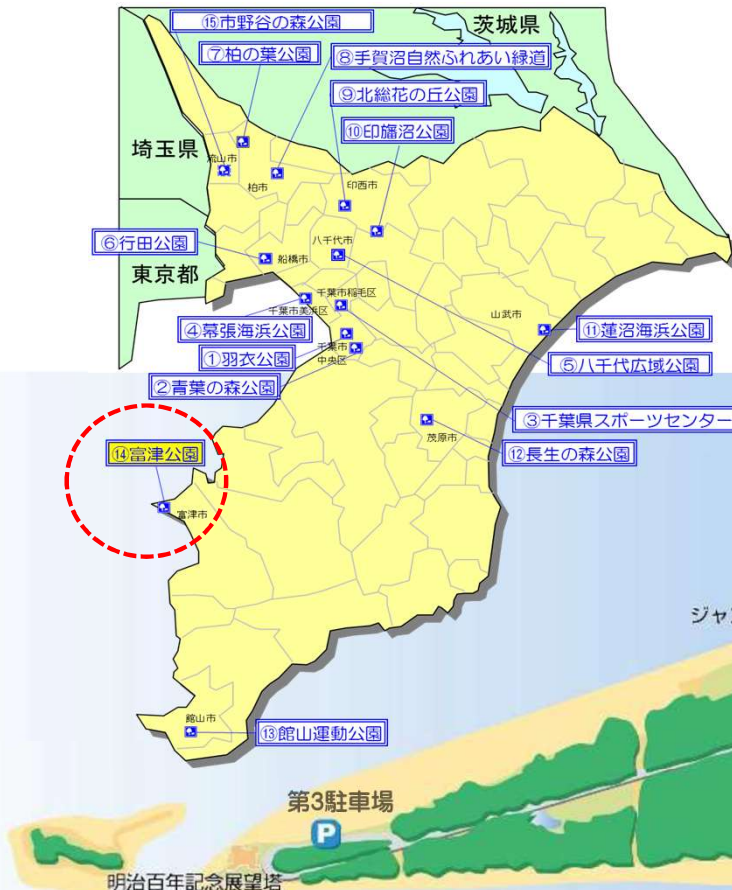 ⑮市野谷の森公園
茨城県
⑦柏の葉公園
⑧手賀沼自然ふれあい緑道
⑨北総花の丘公園
⑩印旛沼公園
埼玉県
流山市
柏市
印西市
⑥行田公園
八千代市
船橋市
東京都
千葉市稲毛区
千葉市美浜区
山武市
④幕張海浜公園
⑪蓮沼海浜公園
千葉市
中央区
①羽衣公園
⑤八千代広域公園
②青葉の森公園
③千葉県スポーツセンター
茂原市
⑭富津公園
⑫長生の森公園
富津市
ジャ
館山市
⑬館山運動公園
第3駐車場
P
明治百年記念展望塔